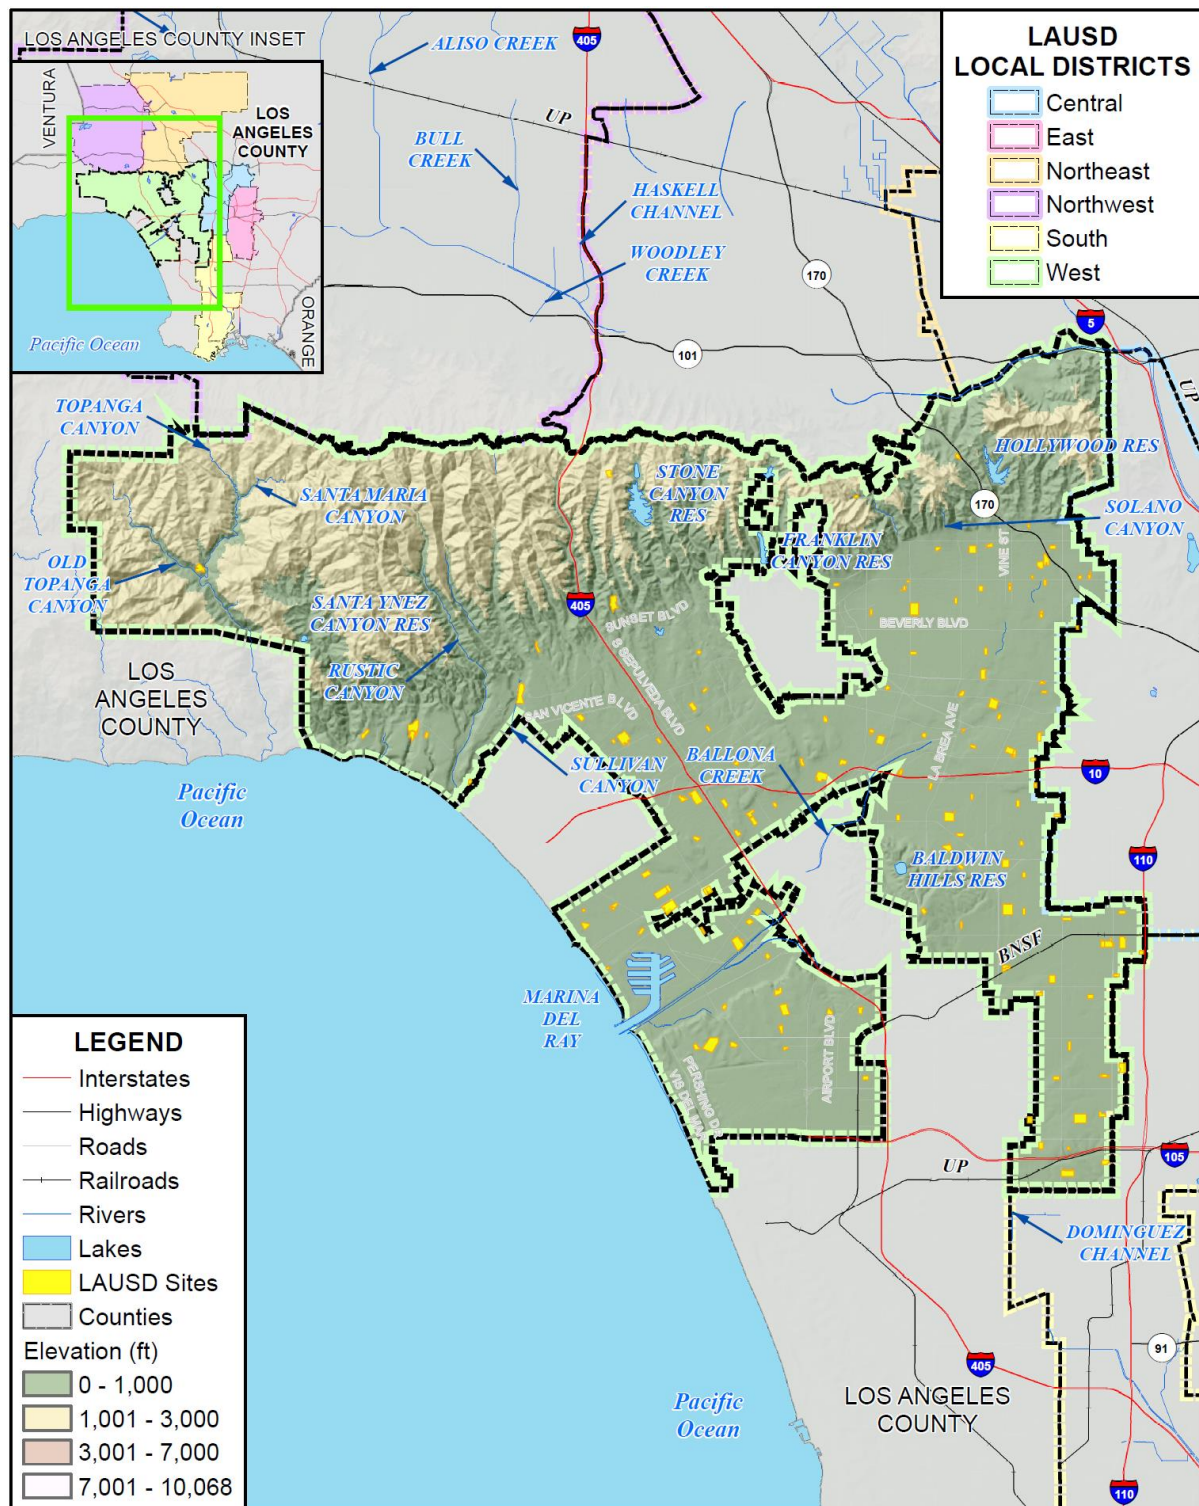 LOS ANGELES COUNTY INSET
VENTURA
LOS
ANGELES
COUNTY
ORANGE
Pacific Ocean
LAUSD
LOCAL DISTRICTS
Central
East
Northeast
Northwest
South
West
ALISO CREEK
405
UP
BULL
CREEK
HASKELL
CHANNEL
WOODLEY
CREEK
170
101
5
UP
TOPANGA
CANYON
SANTA MARIA
CANYON
STONE
CANYON
RES
HOLLYWOOD RES
170
SOLANO
CANYON
FRANKLIN
CANYON RES
VINE ST
OLD
TOPANGA
CANYON
SANTA YNEZ
CANYON RES
405
SUNSET BLVD
BEVERLY BLVD
S SEPULVEDA BLVD
RUSTIC
CANYON
LOS
ANGELES
COUNTY
SAN VICENTE BLVD
LA BREA AVE
SULLIVAN
CANYON
BALLONA
CREEK
10
Pacific
Ocean
110
BALDWIN
HILLS RES
BNSF
MARINA
DEL
RAY
PERSHING DR
VIS DEL MAR
AIRPORT BLVD
UP
105
DOMINGUEZ
CHANNEL
91
405
LOS ANGELES
COUNTY
Pacific
Ocean
110
LEGEND
Interstates
Highways
Roads
Railroads
Rivers
Lakes
LAUSD Sites
Counties
Elevation (ft)
0 - 1,000
1,001 - 3,000
3,001 - 7,000
7,001 - 10,068